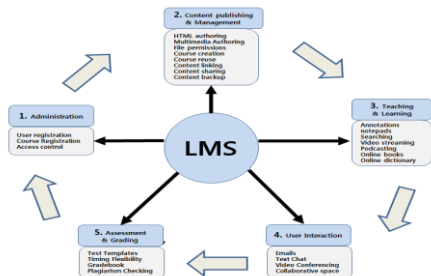 2. Content publishing
& Management
HTML authoring
Multimedia Authoring
File permissions
Course creation
Course reuse
Content linking
Content sharing
Content backup
1. Administration
User registration
Course Registration
Access control
LMS
3. Teaching
& Learning
Annotations
notepads
Searching
Video streaming
Podcasting
Online books
Online dictionary
5. Assessment
& Grading
Test Templates
Timing Flexibility
Gradebook
Plagiarism Checking
4. User Interaction
Emails
Text Chat
Video Conferencing
Collaborative space